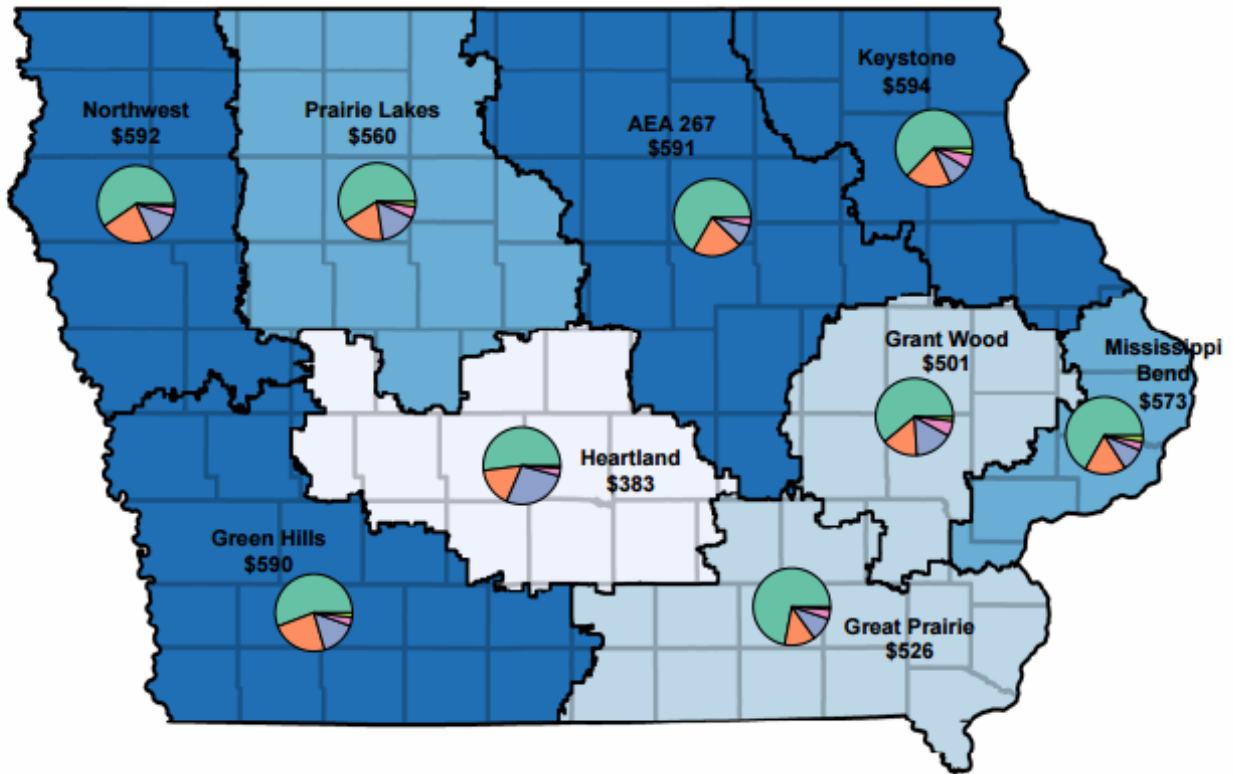 Keystone
$594
Northwest
$592
Prairie Lakes
$560
AEA 267
$591
Grant Wood
$501
Mississippi
Bend
$573
Heartland
$383
Green Hills
$590
Great Prairie
$526